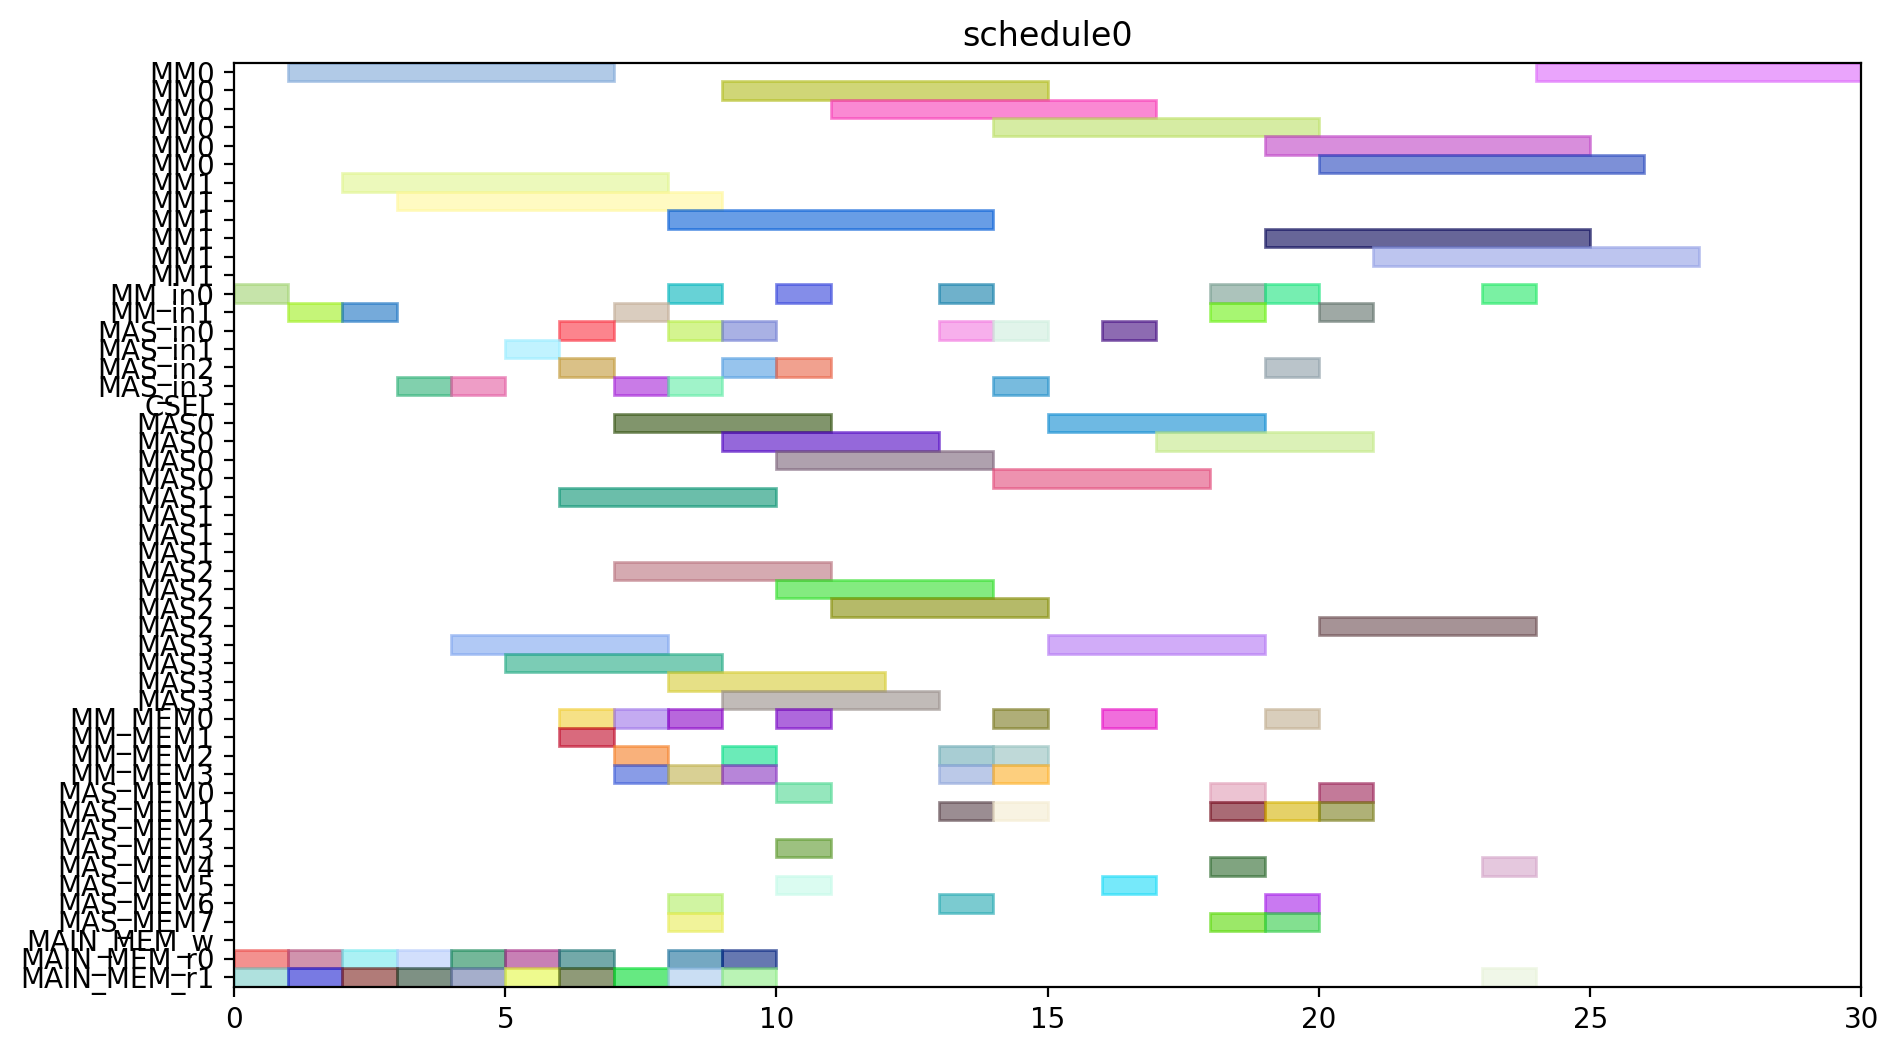 schedule0
MM0
MM0
MM0
MM0
MM0
MM0
MM1
MM1
MM1
MM1
MM1
MM1
MM_in0
MM_in1
MAS_in0
MAS_in1
MAS_in2
MAS_in3
CSEL
MAS0
MAS0
MAS0
MAS0
MAS1
MAS1
MAS1
MAS1
MAS2
MAS2
MAS2
MAS2
MAS3
MAS3
MAS3
MAS3
MM_MEM0
MM_MEM1
MM_MEM2
MM_MEM3
MAS_MEM0
MAS_MEM1
MAS_MEM2
MAS_MEM3
MAS_MEM4
MAS_MEM5
MAS_MEM6
MAS_MEM7
MAIN_MEM_w
MAIN_MEM_r0
MAIN_MEM_r1
0 5 10 15 20 25 30